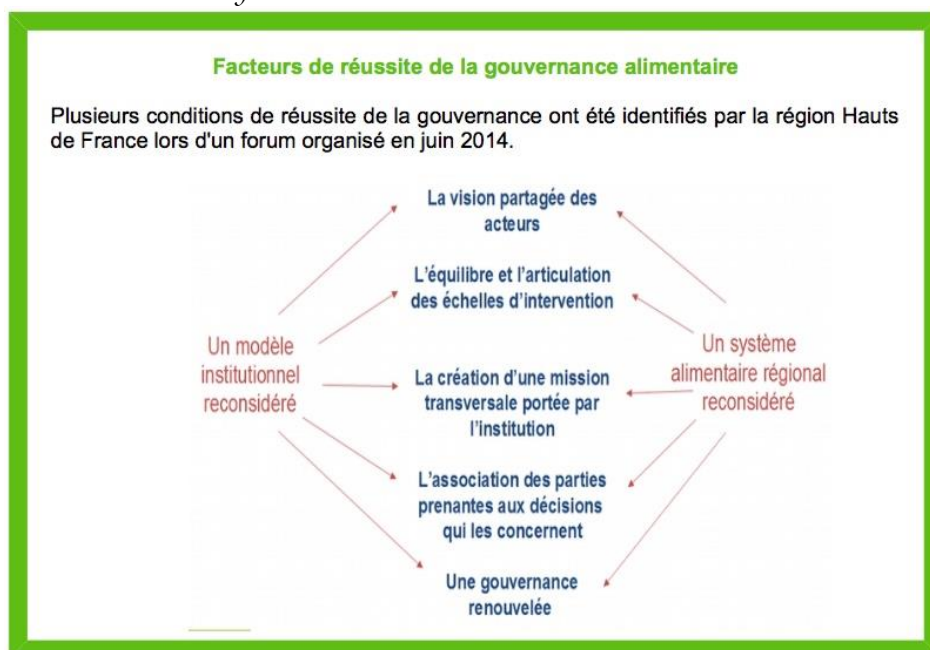 Facteurs de réussite de la gouvernance alimentaire
Plusieurs conditions de réussite de la gouvernance ont été identifiés par la région Hauts
de France lors d'un forum organisé en juin 2014.
La vision partagée des
acteurs
L'équilibre et l'articulation
des échelles d'intervention
Un modèle
institutionnel
reconsidéré
La création d'une mission
transversale portée par
l'institution
Un système
alimentaire régional
reconsidéré
L'association des parties
prenantes aux décisions
qui les concernent
Une gouvernance
renouvelée